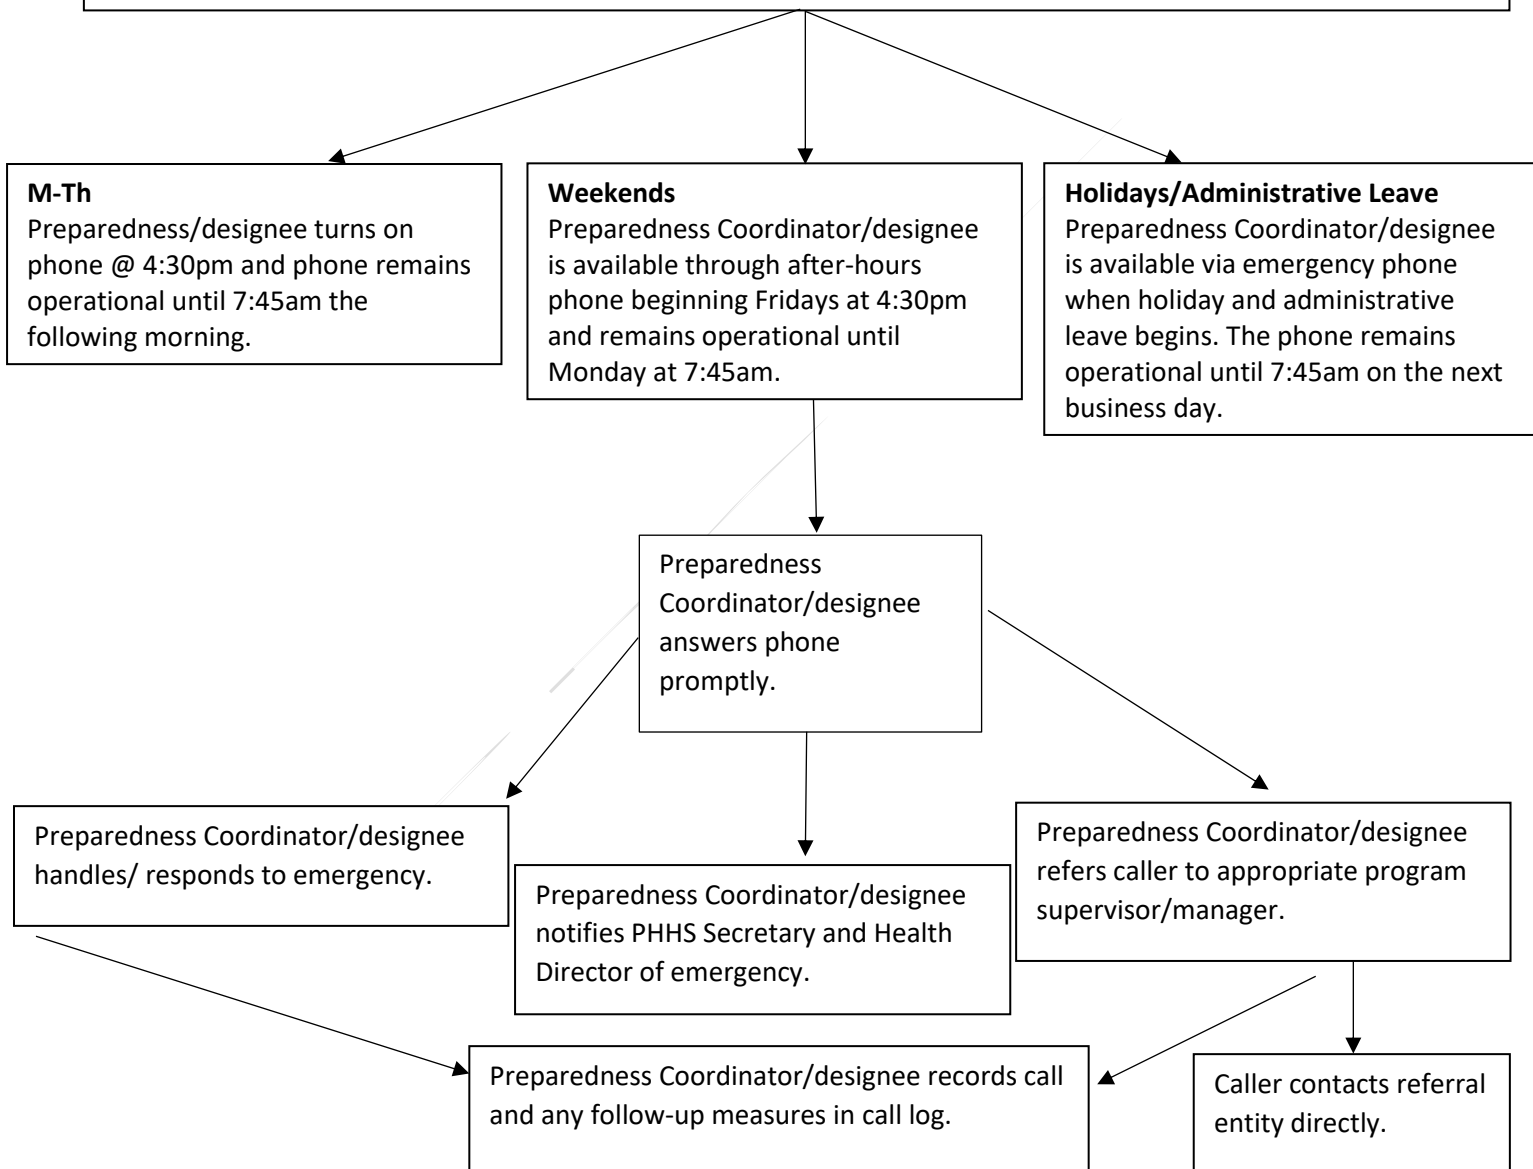 M-Th
Preparedness/designee turns on
phone @ 4:30pm and phone remains
operational until 7:45am the
following morning.
Weekends
Preparedness Coordinator/designee
is available through after-hours
phone beginning Fridays at 4:30pm
and remains operational until
Monday at 7:45am.
Holidays/Administrative Leave
Preparedness Coordinator/designee
is available via emergency phone
when holiday and administrative
leave begins. The phone remains
operational until 7:45am on the next
business day.
Preparedness
Coordinator/designee
answers phone
promptly.
Preparedness Coordinator/designee
handles/ responds to emergency.
Preparedness Coordinator/designee
notifies PHHS Secretary and Health
Director of emergency.
Preparedness Coordinator/designee
refers caller to appropriate program
supervisor/manager.
Preparedness Coordinator/designee records call
and any follow-up measures in call log.
Caller contacts referral
entity directly.